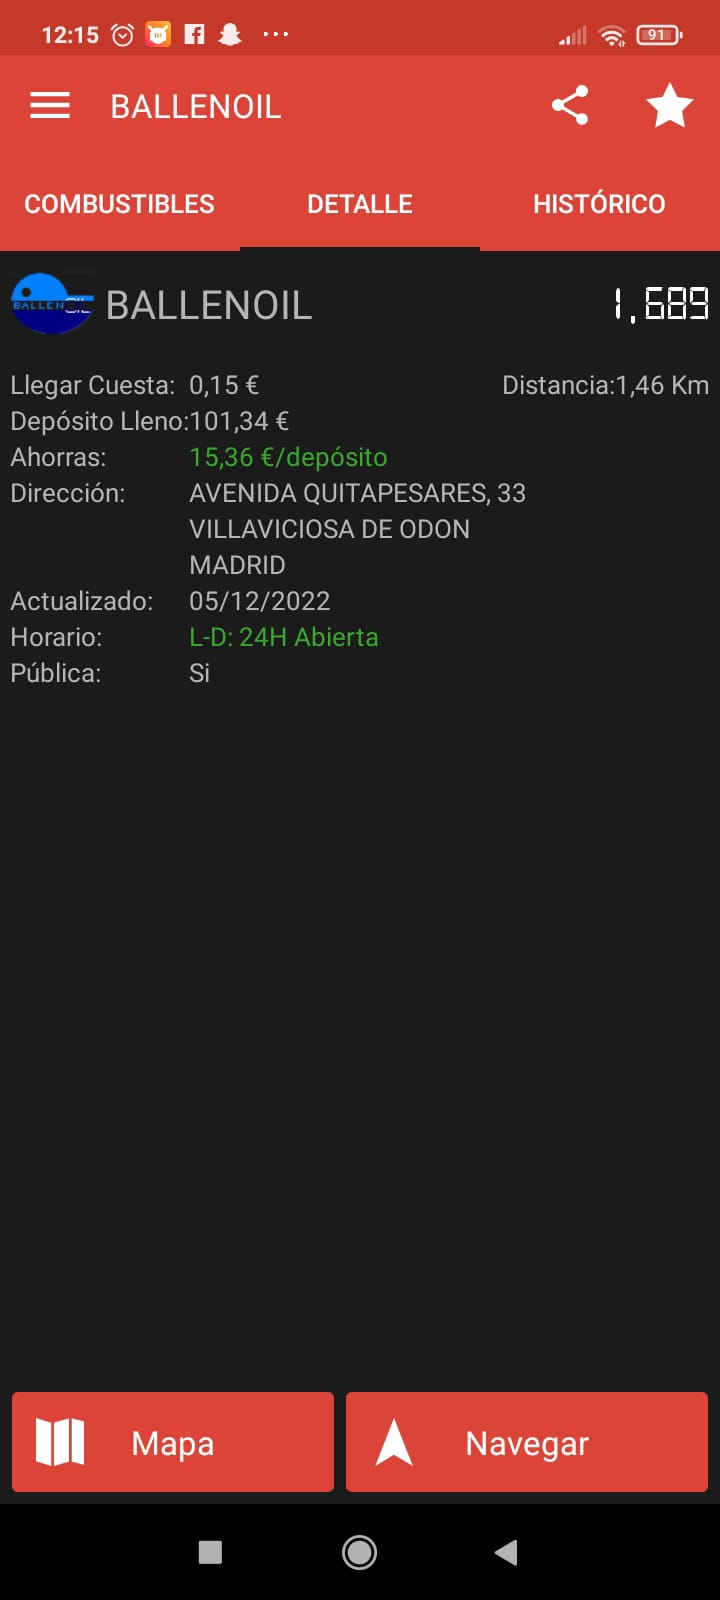 12:15
91
BALLENOIL
COMBUSTIBLES DETALLE HISTÓRICO
BALLENOIL BALLENOIL 1,689
Llegar Cuesta: 0,15 € Distancia:1,46 Km
Depósito Lleno:101,34 €
Ahorras: 15,36 €/depósito
Dirección: AVENIDA QUITAPESARES, 33
VILLAVICIOSA DE ODON
MADRID
Actualizado: 05/12/2022
Horario: L-D: 24H Abierta
Pública: Si
Mapa Navegar